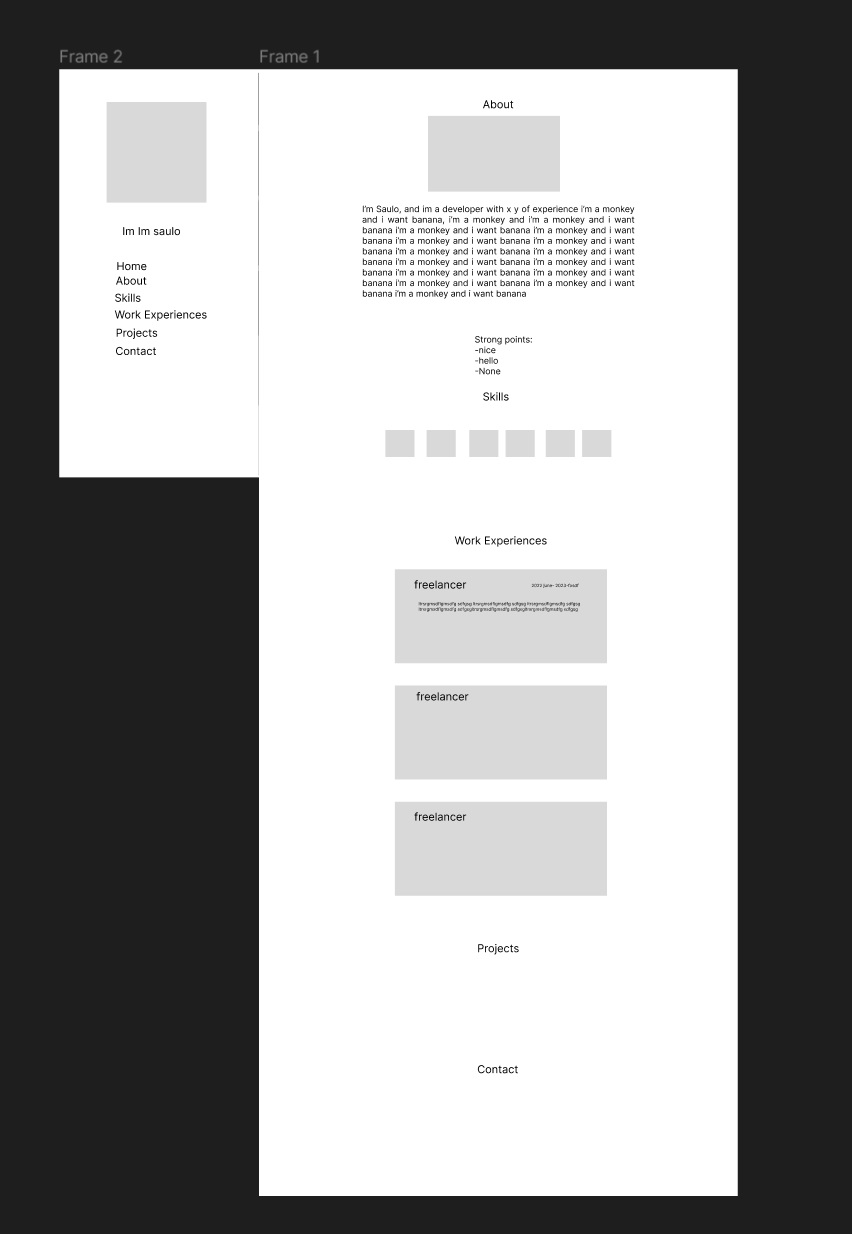 Frame 2
Frame 1
Im Im saulo
Home
About
Skills
Work Experiences
Projects
Contact
About
I'm Saulo, and im a developer with x y of experience i'm a monkey
and i want banana, i'm a monkey and i'm a monkey and i want
banana i'm a monkey and i want banana i'm a monkey and i want
banana i'm a monkey and i want banana i'm a monkey and i want
banana i'm a monkey and i want banana i'm a monkey and i want
banana i'm a monkey and i want banana i'm a monkey and i want
banana i'm a monkey and i want banana i'm a monkey and i want
banana i'm a monkey and i want banana i'm a monkey and i want
banana i'm a monkey and i want banana
Strong points:
-nice
-hello
-None
Skills
Work Experiences
freelancer
freelancer
freelancer
Projects
Contact